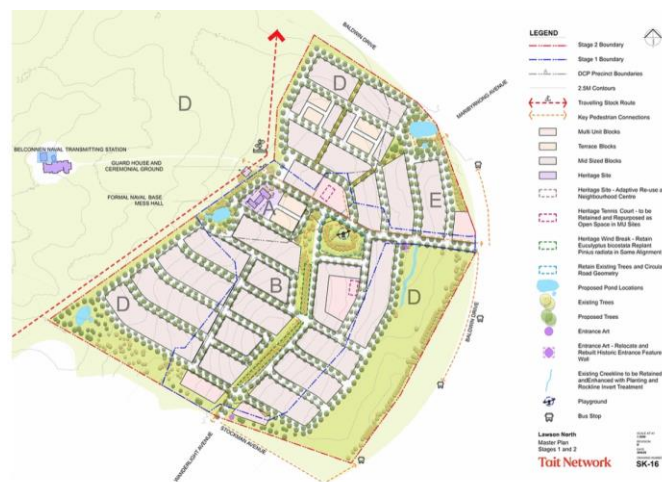 BALDWIN DRIVE
MARIBYRNONG AVENUE
BELCONNEN NAVAL TRANSMITTING STATION
GUARD HOUSE AND
CEREMONIAL GROUND
FORMAL NAVAL BASE
MESS HALL
D
D
E
A
B
D
D
BALDWIN DRIVE
STOCKMAN AVENUE
WANDERLIGHT AVENUE
LEGEND
Stage 2 Boundary
Stage 1 Boundary
DCP Precinct Boundaries
2.5M Contours
Travelling Stock Route
Key Pedestrian Connections
Multi Unit Blocks
Terrace Blocks
Mid Sized Blocks
Heritage Site
Heritage Site - Adaptive Re-use as
Neighbourhood Centre
Heritage Tennis Court - to be
Retained and Repurposed as
Open Space in MU Sites
Heritage Wind Break - Retain
Eucalyptus bicostata Replant
Pinius radiata in Same Alignment
Retain Existing Trees and Circular
Road Geometry
Proposed Pond Locations
Existing Trees
Proposed Trees
Entrance Art
Entrance Art - Relocate and
Rebuilt Historic Entrance Feature
Wall
Existing Creekline to be Retained
andEnhanced with Planting and
Rockline Invert Treatment
Playground
Bus Stop
Lawson North
Master Plan
Stages 1 and 2
Tait Network
SK-16